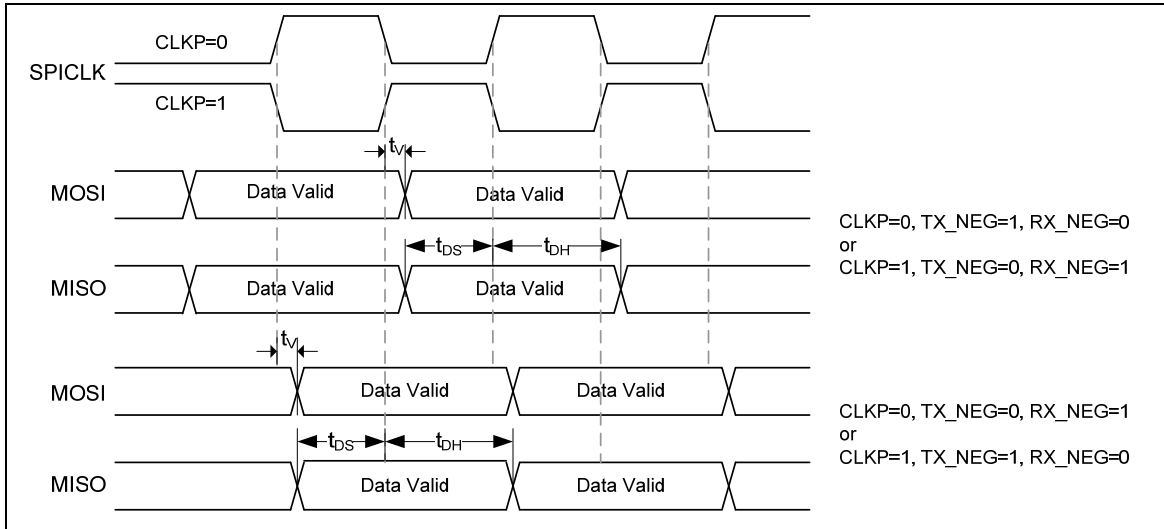 CLKP=0
SPICLK
CLKP=1
tV
MOSI
Data Valid
Data Valid
CLKP=0, TX_NEG=1, RX_NEG=0
or
CLKP=1, TX_NEG=0, RX_NEG=1
tDS
tDH
MISO
Data Valid
Data Valid
tV
MOSI
Data Valid
Data Valid
CLKP=0, TX_NEG=0, RX_NEG=1
or
CLKP=1, TX_NEG=1, RX_NEG=0
tDS
tDH
MISO
Data Valid
Data Valid